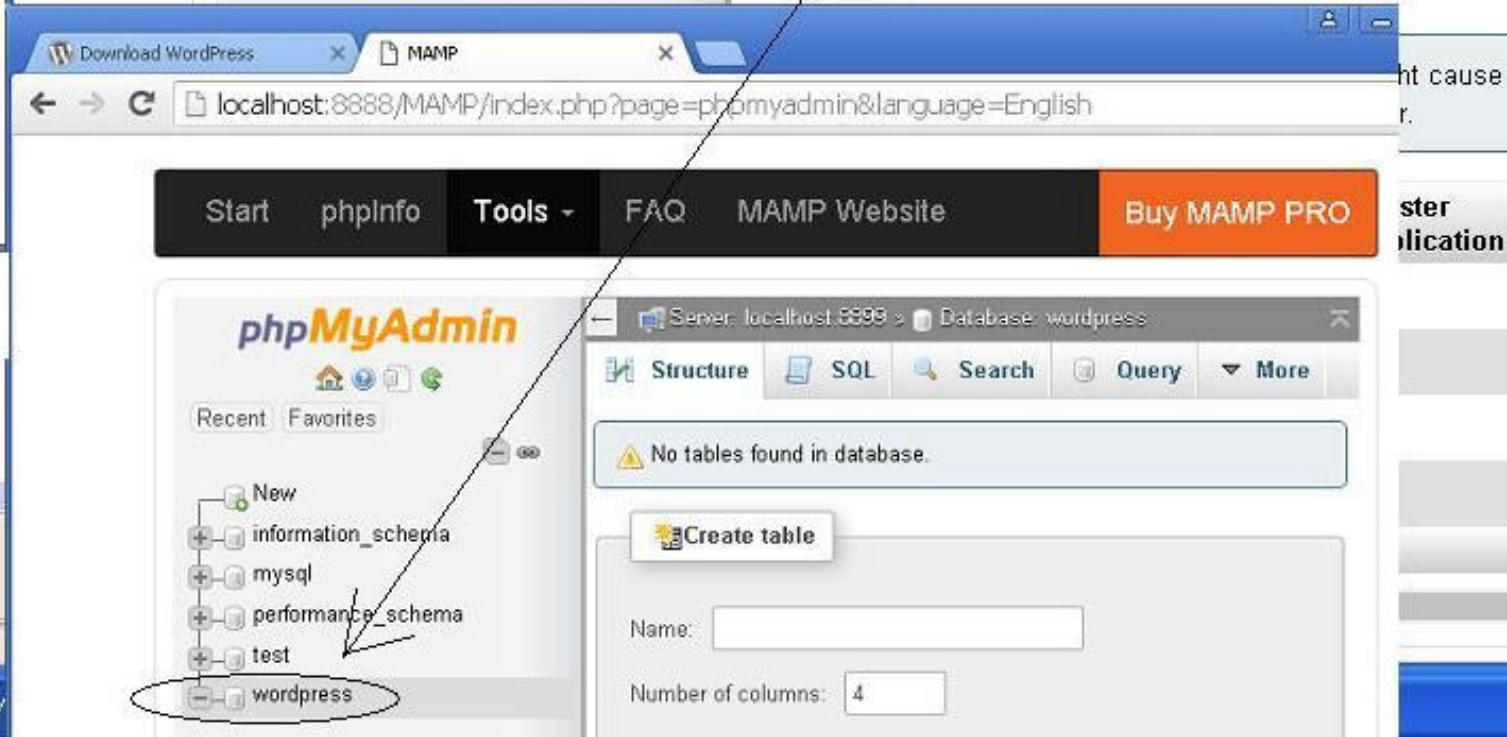 Download WordPress
MAMP
localhost:8888/MAMP/index.php?page=phpmyadmin&language=English
ht cause
r.
Start phpInfo Tools FAQ MAMP Website Buy MAMP PRO
ster
plication
phpMyAdmin
Recent Favorites
New
information_schema
mysql
performance_schema
test
wordpress
Server: localhost:8899 » Database: wordpress
Structure SQL Search Query More
No tables found in database.
Create table
Name:
Number of columns: 4